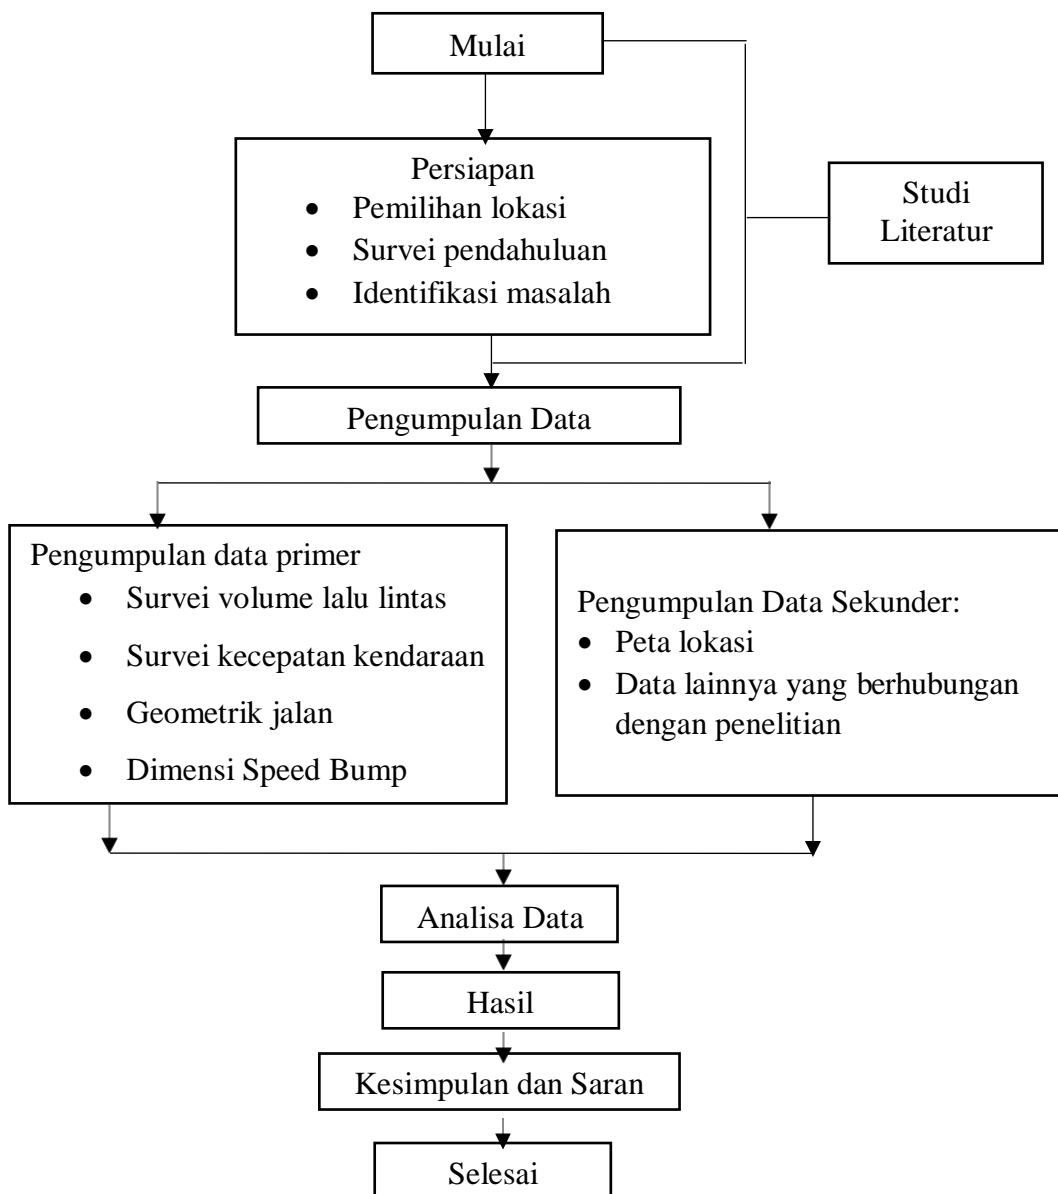 Mulai
Persiapan
• Pemilihan lokasi
• Survei pendahuluan
• Identifikasi masalah
Studi
Literatur
Pengumpulan Data
Pengumpulan data primer
• Survei volume lalu lintas
• Survei kecepatan kendaraan
• Geometrik jalan
• Dimensi Speed Bump
Pengumpulan Data Sekunder:
• Peta lokasi
• Data lainnya yang berhubungan
dengan penelitian
Analisa Data
Hasil
Kesimpulan dan Saran
Selesai